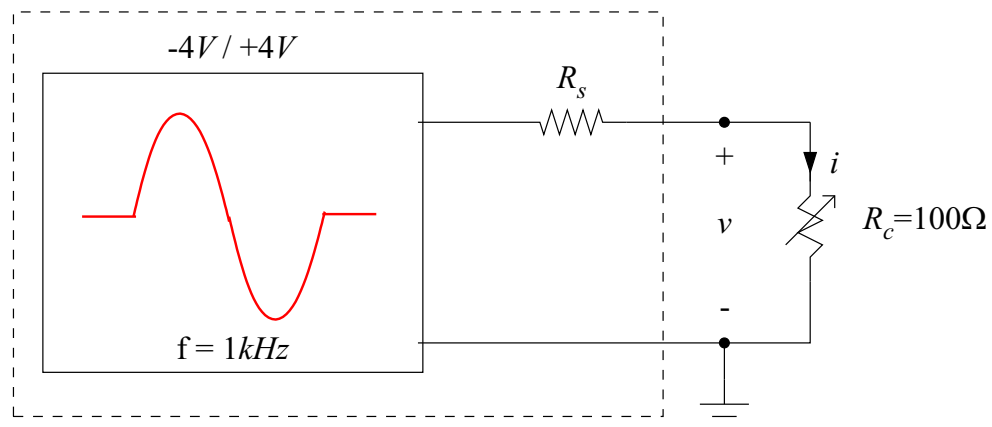 -4V / +4V
R_s
+
i
v
R_c=100Ω
-
f = 1kHz